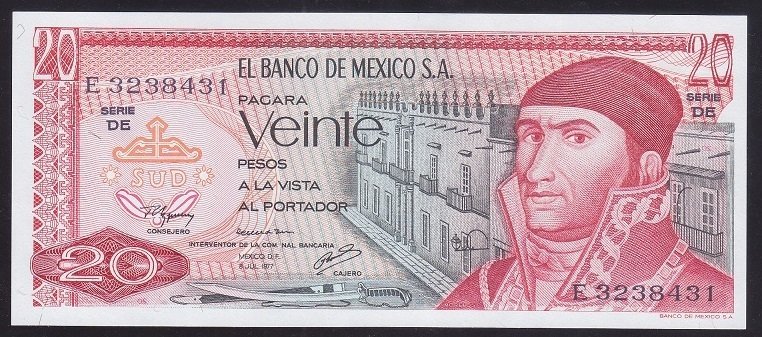 20
20
E 3238431
EL BANCO DE MEXICO S.A.
SERIE
DE
PAGARA
SERIE
DE
Veinte
SUD
PESOS
A LA VISTA
AL PORTADOR
CONSEJERO
INTERVENTOR DE LA COM. NAL. BANCARIA
MEXICO D.F.
8 JUL. 1977
CAJERO
20
E 3238431
BANCO DE MEXICO S.A.